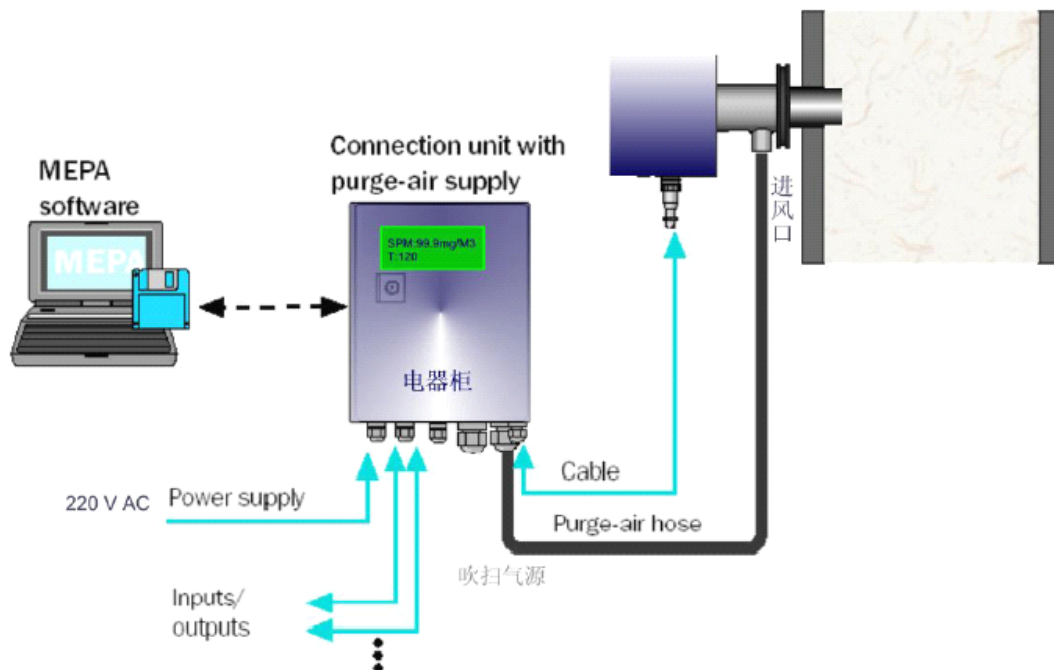 Connection unit with
purge-air supply
MEPA
software
MEPA
SPM:99.9mg/M3
T:120
电器柜
进风口
220 V AC
Power supply
Cable
Purge-air hose
吹扫气源
Inputs/
outputs